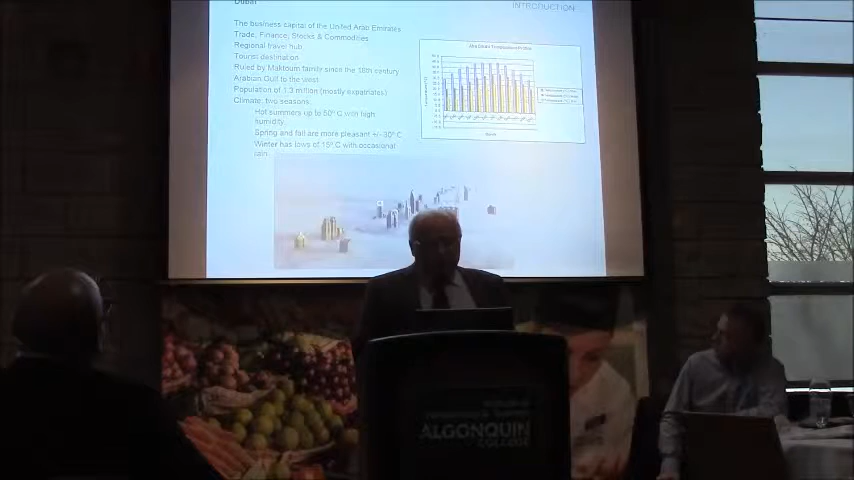 Dubai
INTRODUCTION
The business capital of the United Arab Emirates
Trade, Finance, Stocks & Commodities
Regional travel hub
Tourist destination
Ruled by Maktoum family since the 18th century
Arabian Gulf to the west
Population of 1.3 million (mostly expatriates)
Climate: two seasons:
Hot summers up to 50º C with high
humidity.
Spring and fall are more pleasant +/- 30º C
Winter has lows of 15º C with occasional
rain.
ALGONQUIN
COLLEGE